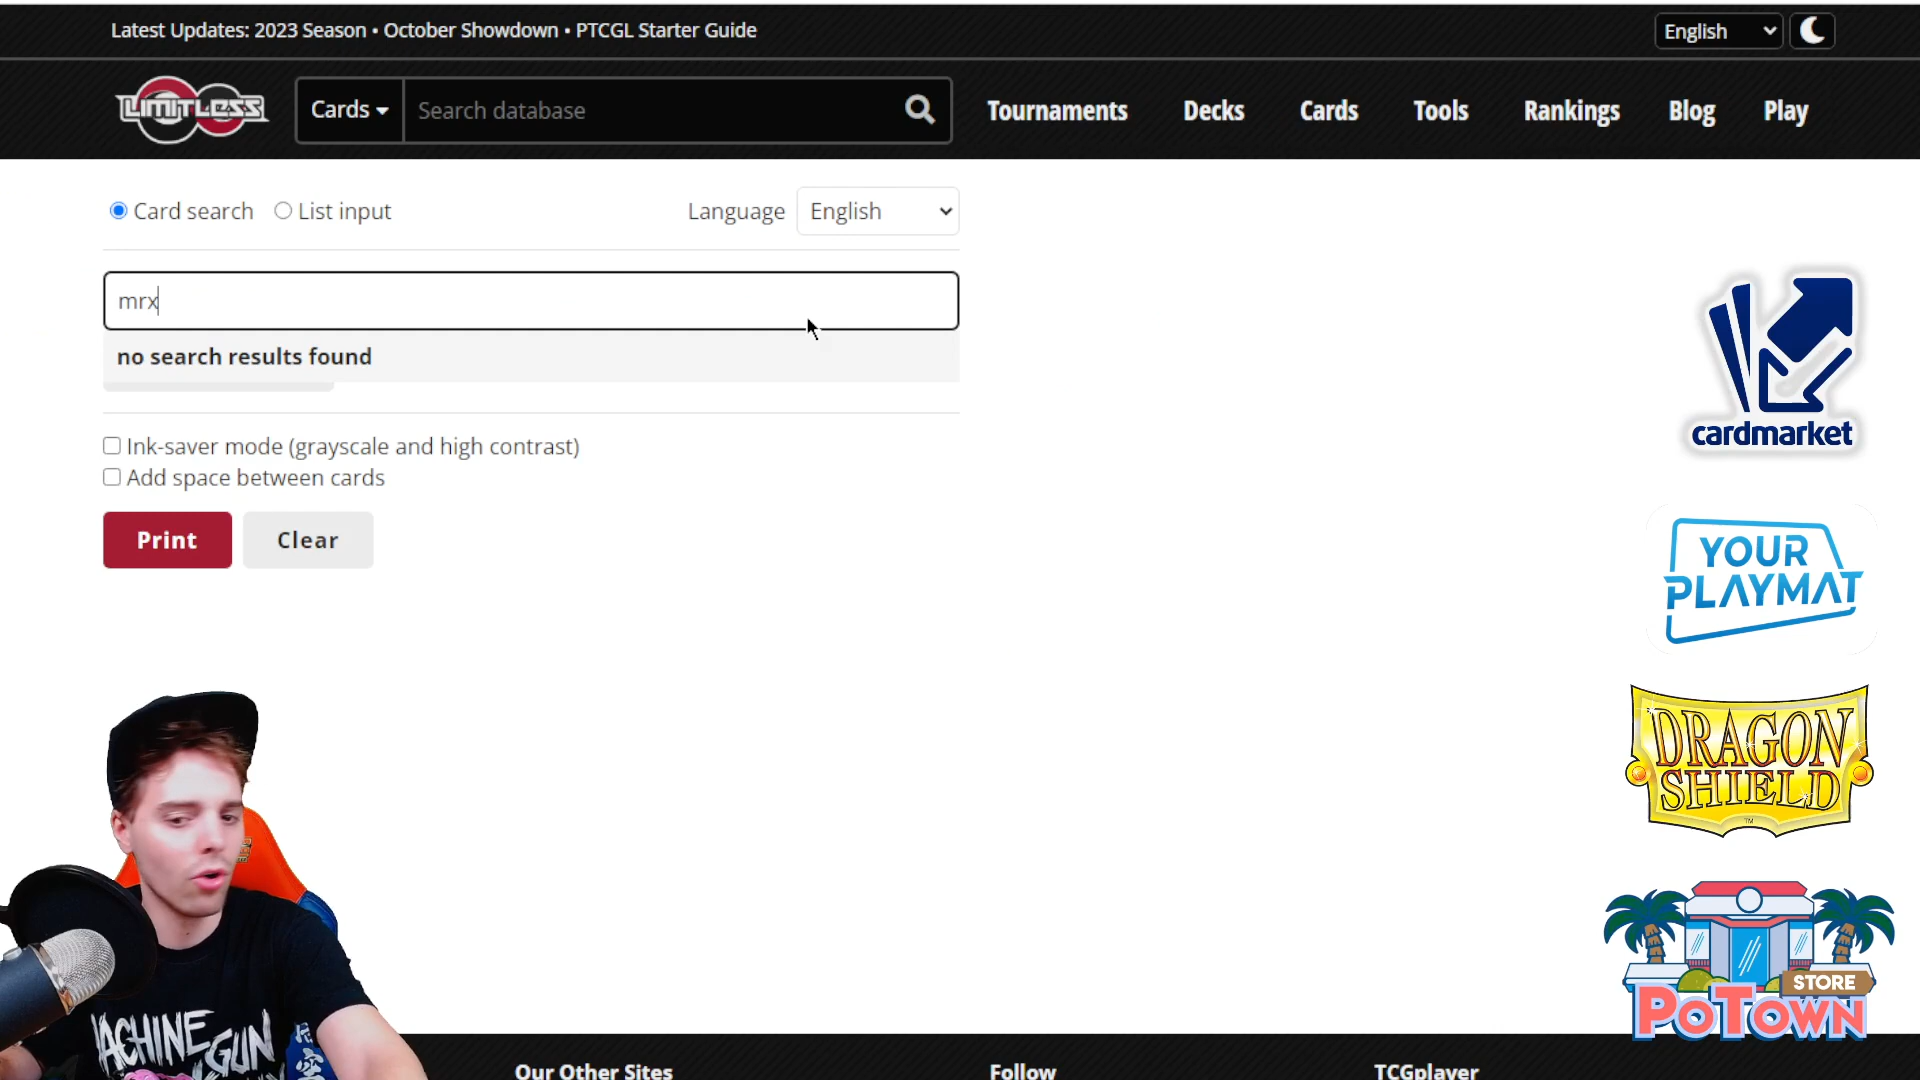 Latest Updates: 2023 Season • October Showdown • PTCGL Starter Guide
English
LIMITLESS
Cards
Search database
Tournaments
Decks
Cards
Tools
Rankings
Blog
Play
Card search
List input
Language
English
mrx
no search results found
Ink-saver mode (grayscale and high contrast)
Add space between cards
Print
Clear
cardmarket
YOUR
PLAYMAT
DRAGON
SHIELD
TM
STORE
POTOWN
MACHINE GUN
Our Other Sites
Follow
TCGplayer